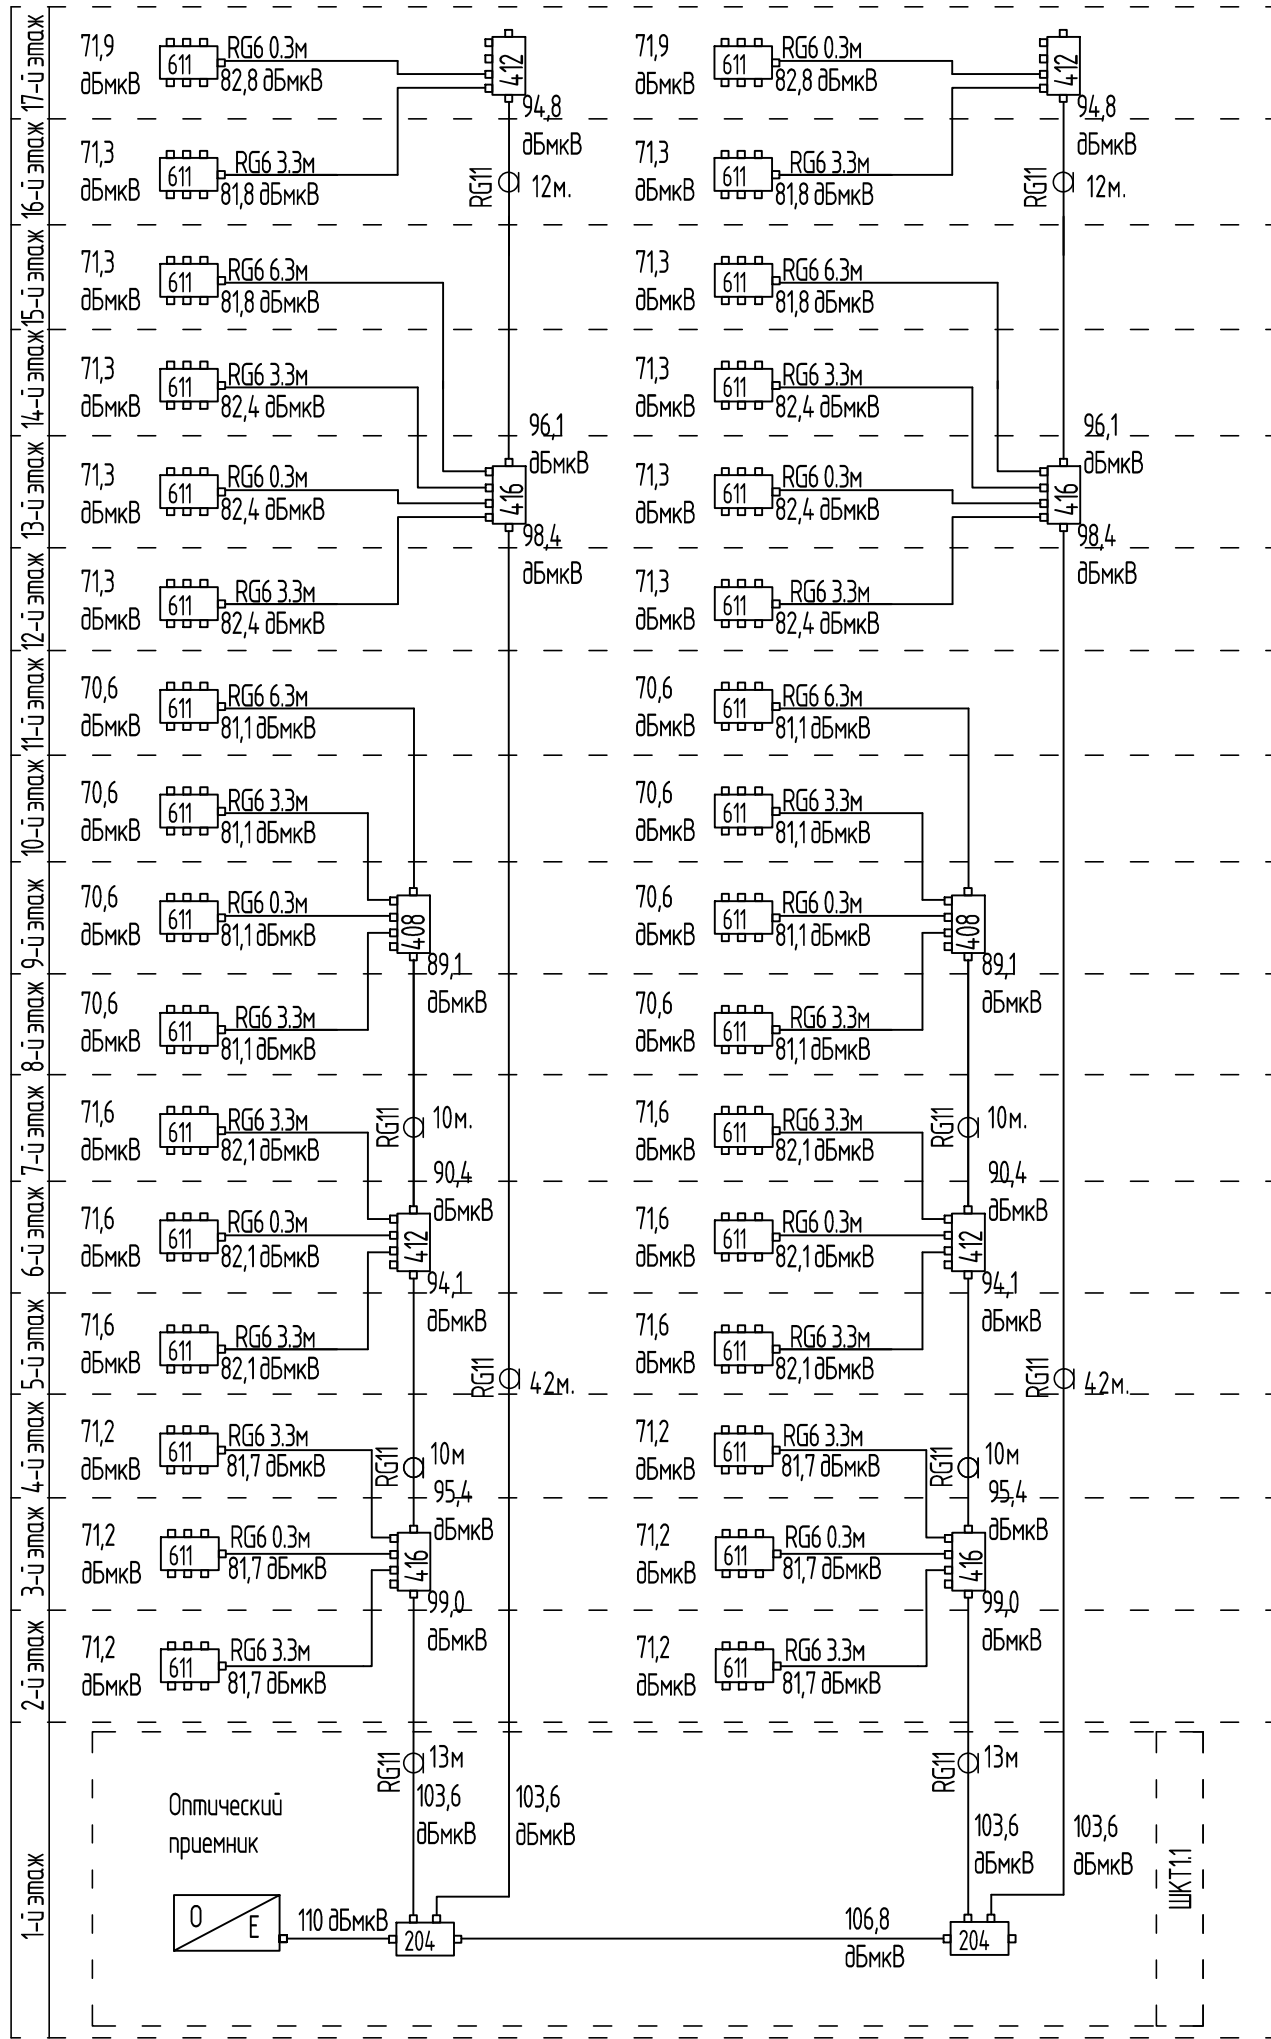 17-й этаж
71,9
дБмкВ
611
RG6 0.3м
82,8 дБмкВ
412
94,8
дБмкВ
71,9
дБмкВ
611
RG6 0.3м
82,8 дБмкВ
412
94,8
дБмкВ
16-й этаж
71,3
дБмкВ
611
RG6 3.3м
81,8 дБмкВ
RG11
12м.
71,3
дБмкВ
611
RG6 3.3м
81,8 дБмкВ
RG11
12м.
15-й этаж
71,3
дБмкВ
611
RG6 6.3м
81,8 дБмкВ
71,3
дБмкВ
611
RG6 6.3м
81,8 дБмкВ
14-й этаж
71,3
дБмкВ
611
RG6 3.3м
82,4 дБмкВ
96,1
дБмкВ
71,3
дБмкВ
611
RG6 3.3м
82,4 дБмкВ
96,1
дБмкВ
13-й этаж
71,3
дБмкВ
611
RG6 0.3м
82,4 дБмкВ
416
98,4
дБмкВ
71,3
дБмкВ
611
RG6 0.3м
82,4 дБмкВ
416
98,4
дБмкВ
12-й этаж
71,3
дБмкВ
611
RG6 3.3м
82,4 дБмкВ
71,3
дБмкВ
611
RG6 3.3м
82,4 дБмкВ
11-й этаж
70,6
дБмкВ
611
RG6 6.3м
81,1 дБмкВ
70,6
дБмкВ
611
RG6 6.3м
81,1 дБмкВ
10-й этаж
70,6
дБмкВ
611
RG6 3.3м
81,1 дБмкВ
70,6
дБмкВ
611
RG6 3.3м
81,1 дБмкВ
9-й этаж
70,6
дБмкВ
611
RG6 0.3м
81,1 дБмкВ
408
89,1
дБмкВ
70,6
дБмкВ
611
RG6 0.3м
81,1 дБмкВ
408
89,1
дБмкВ
8-й этаж
70,6
дБмкВ
611
RG6 3.3м
81,1 дБмкВ
70,6
дБмкВ
611
RG6 3.3м
81,1 дБмкВ
7-й этаж
71,6
дБмкВ
611
RG6 3.3м
82,1 дБмкВ
RG11
10м.
90,4
дБмкВ
71,6
дБмкВ
611
RG6 3.3м
82,1 дБмкВ
RG11
10м.
90,4
дБмкВ
6-й этаж
71,6
дБмкВ
611
RG6 0.3м
82,1 дБмкВ
412
94,1
дБмкВ
71,6
дБмкВ
611
RG6 0.3м
82,1 дБмкВ
412
94,1
дБмкВ
5-й этаж
71,6
дБмкВ
611
RG6 3.3м
82,1 дБмкВ
RG11
42м.
71,6
дБмкВ
611
RG6 3.3м
82,1 дБмкВ
RG11
42м.
4-й этаж
71,2
дБмкВ
611
RG6 3.3м
81,7 дБмкВ
RG11
10м
95,4
дБмкВ
71,2
дБмкВ
611
RG6 3.3м
81,7 дБмкВ
RG11
10м
95,4
дБмкВ
3-й этаж
71,2
дБмкВ
611
RG6 0.3м
81,7 дБмкВ
416
99,0
дБмкВ
71,2
дБмкВ
611
RG6 0.3м
81,7 дБмкВ
416
99,0
дБмкВ
2-й этаж
71,2
дБмкВ
611
RG6 3.3м
81,7 дБмкВ
71,2
дБмкВ
611
RG6 3.3м
81,7 дБмкВ
1-й этаж
RG11
13м
103,6
дБмкВ
103,6
дБмкВ
RG11
13м
103,6
дБмкВ
103,6
дБмкВ
Оптический
приемник
O
E
110 дБмкВ
204
106,8
дБмкВ
204
ШКТ1.1